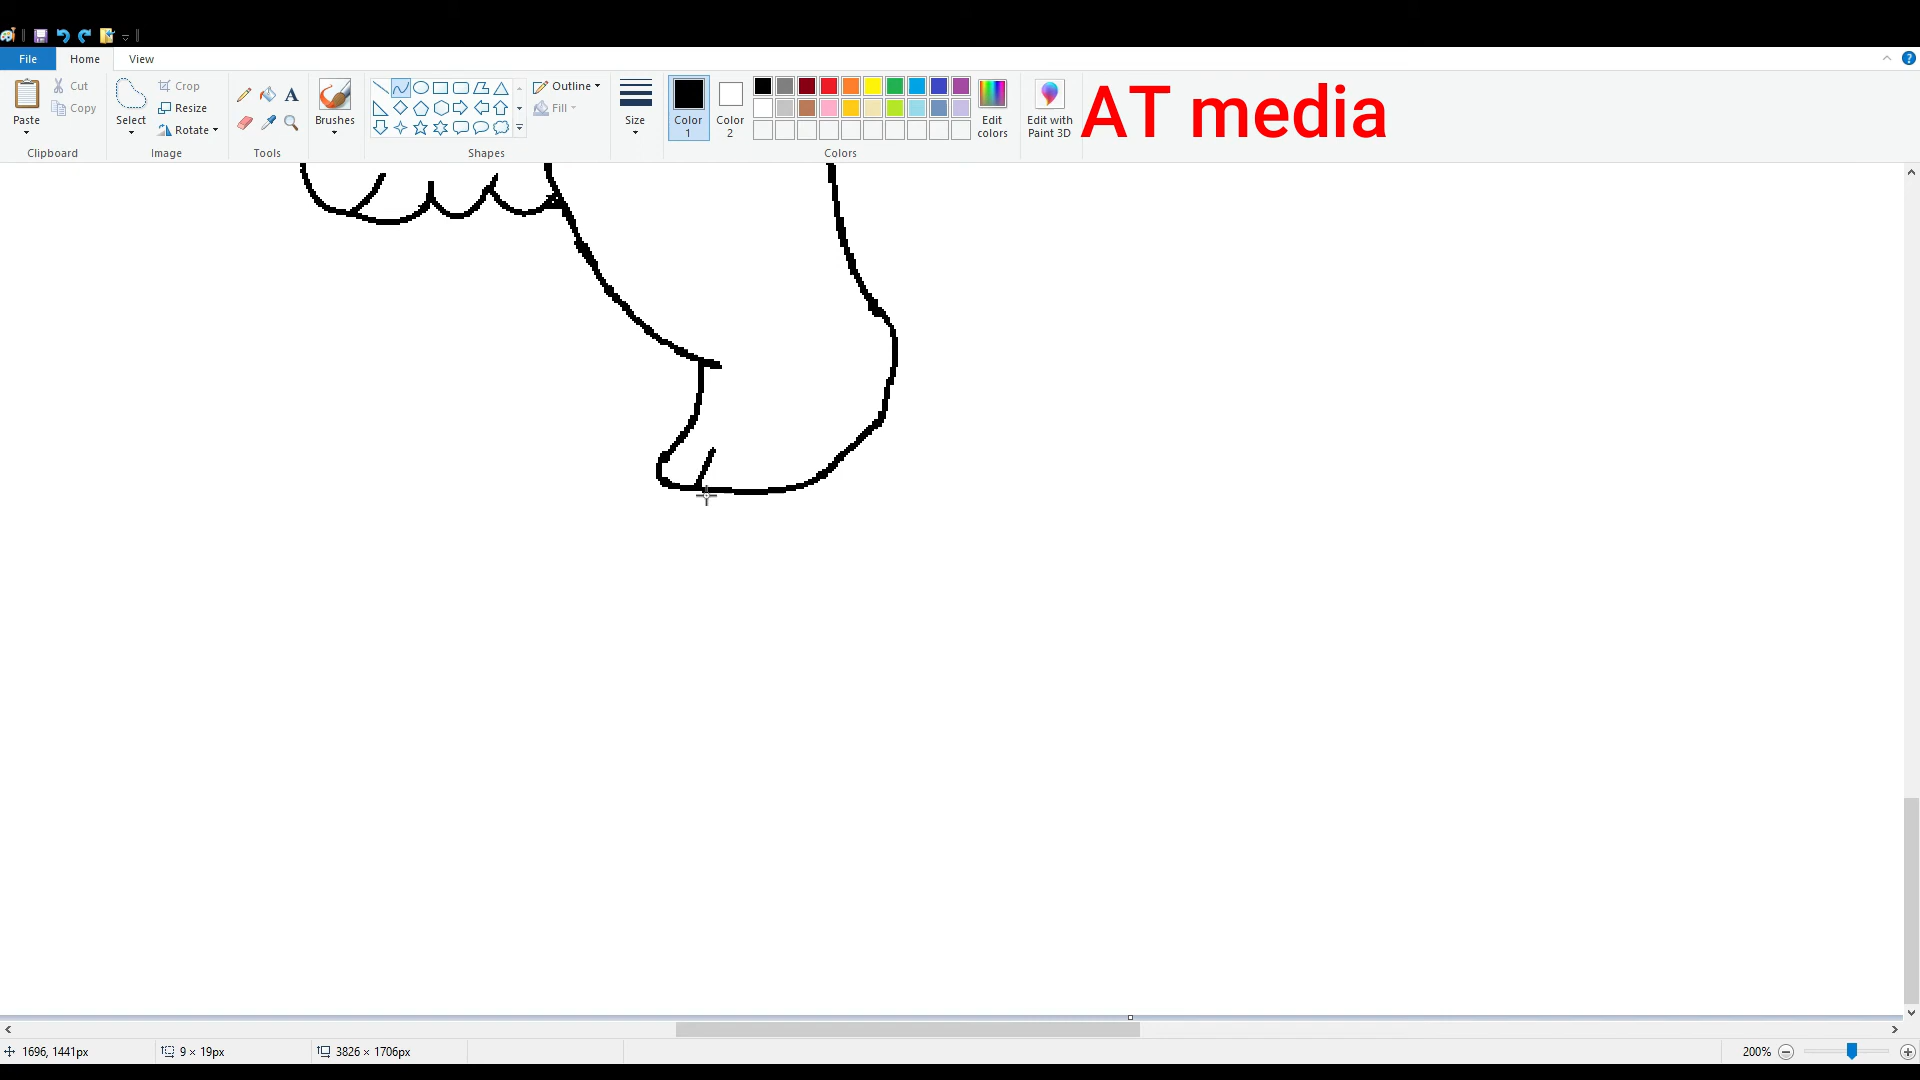 File Home View
Paste
Cut
Copy
Clipboard
Select
Crop
Resize
Rotate
Image
A
Tools
Brushes
Shapes
Outline
Fill
Size
Color 1
Color 2
Colors
Edit colors
Edit with Paint 3D
AT media
1696, 1441px 9 × 19px 3826 × 1706px 200%